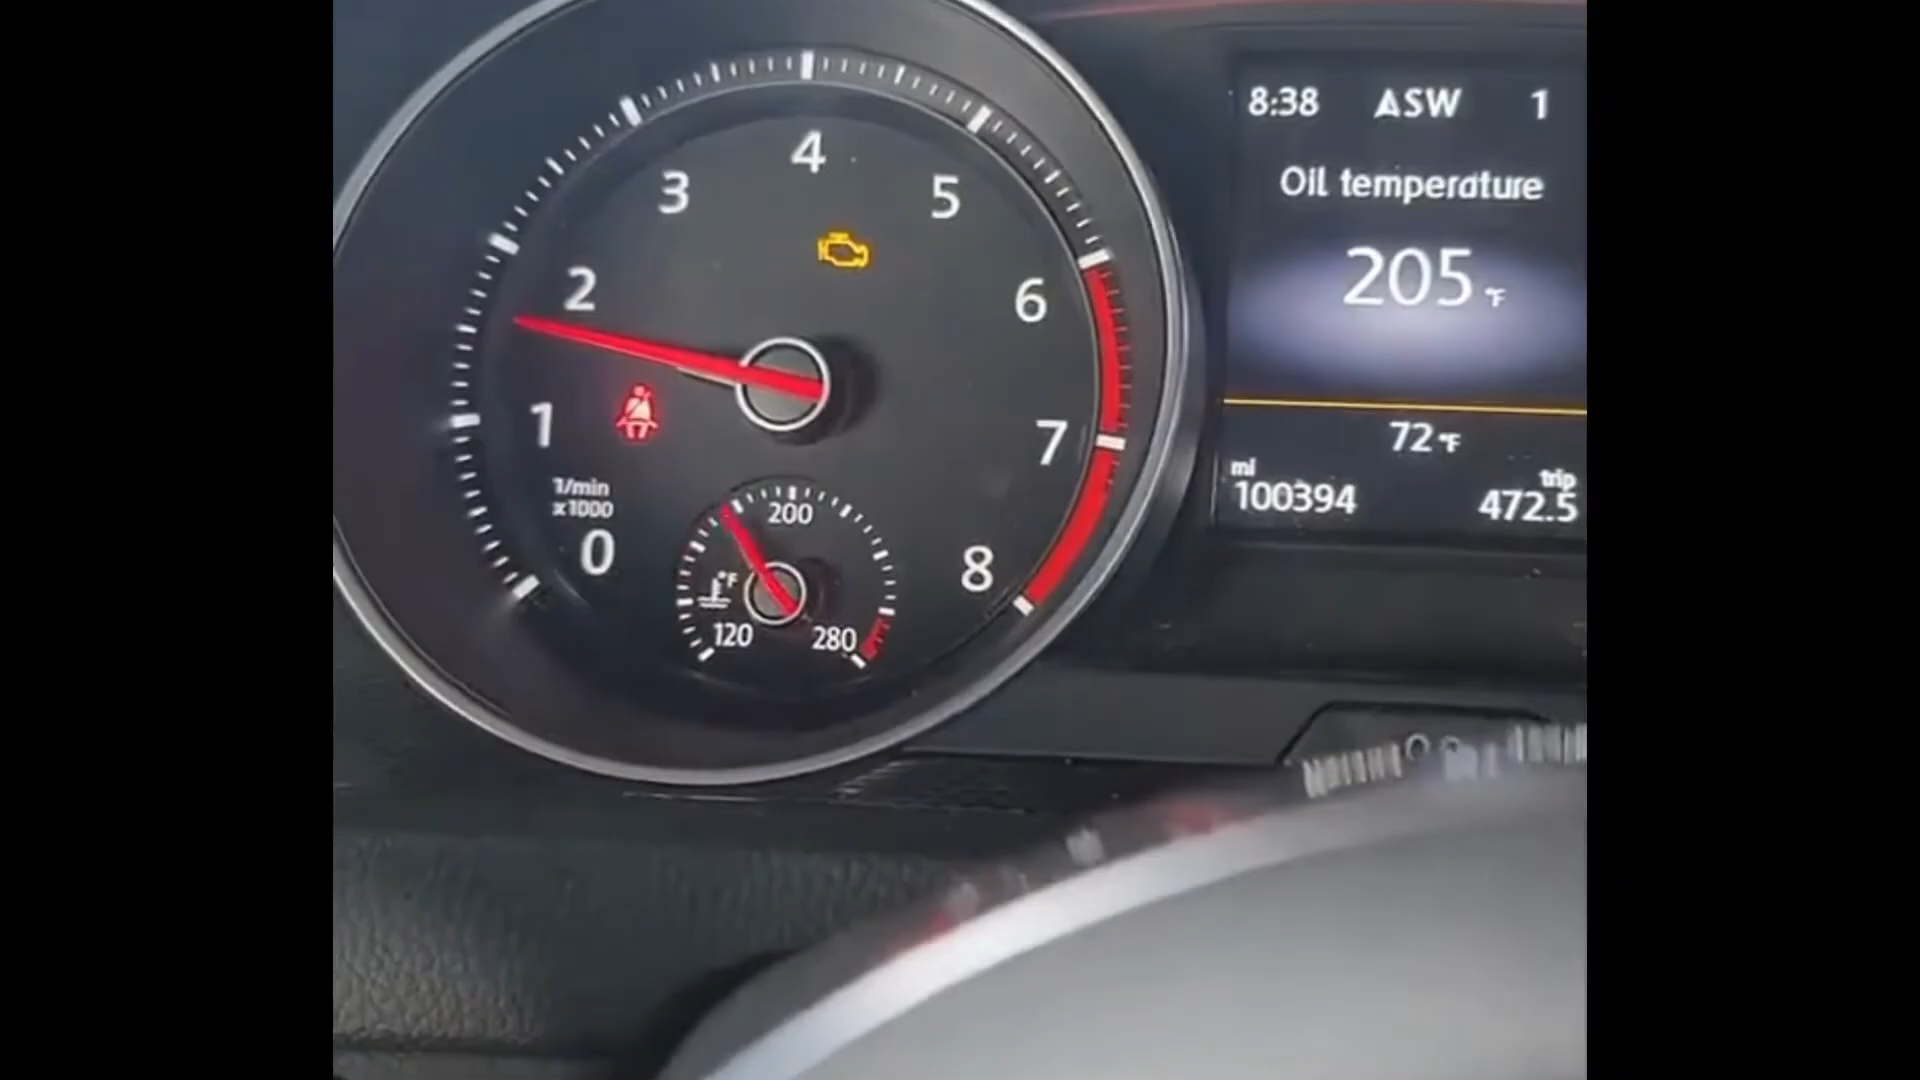 8:38 ASW 1
Oil temperature
205 °F
72 °F
mi trip
100394 472.5
4
3 5
2 6
1 7
1/min
x1000
0 8
200
°F
120 280